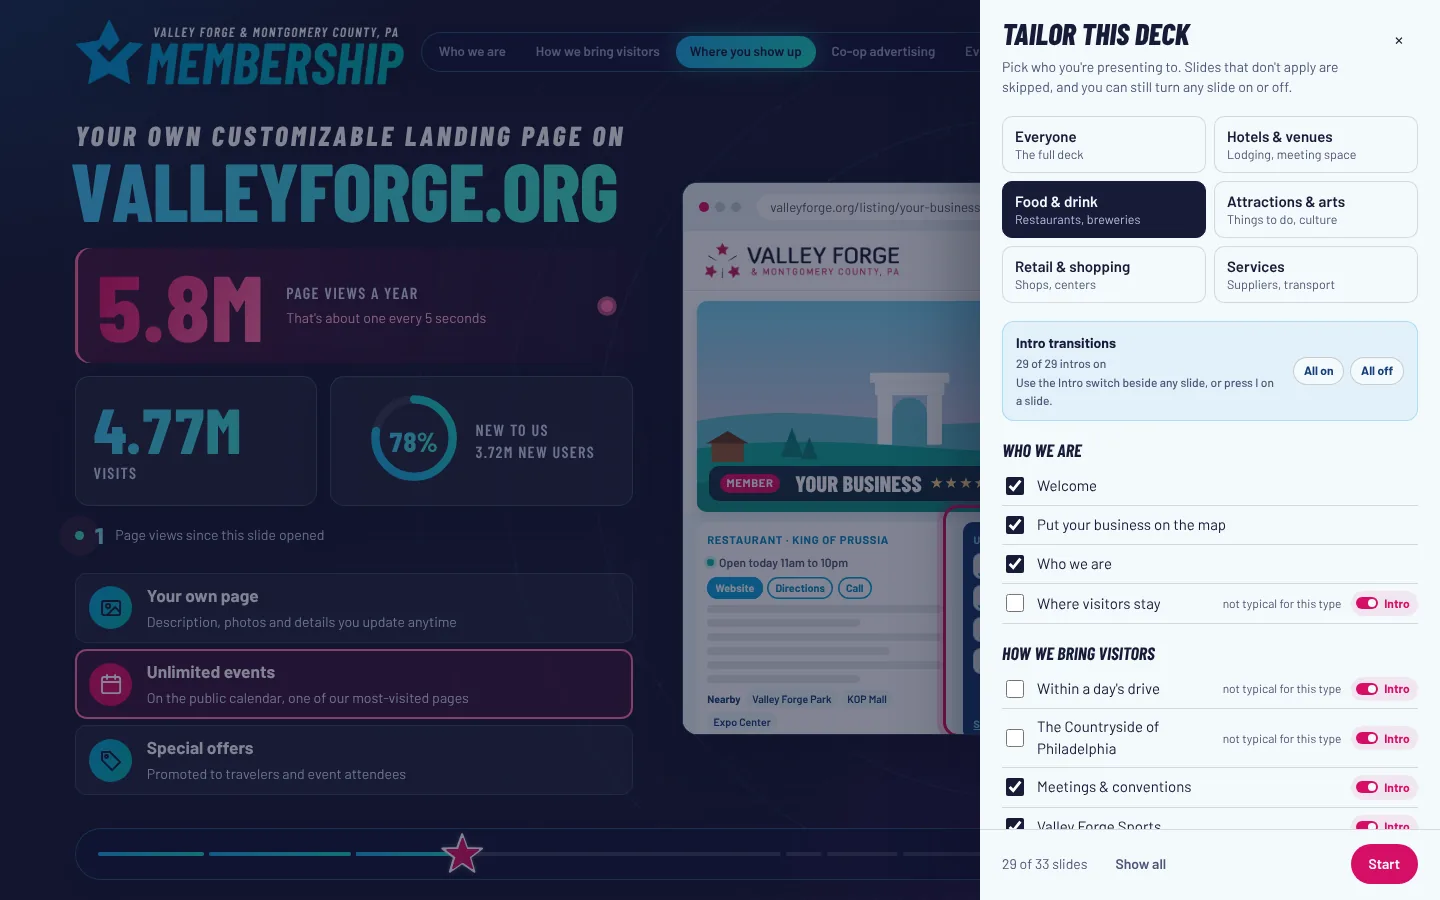 VALLEY FORGE & MONTGOMERY COUNTY, PA
MEMBERSHIP
Who we are
How we bring visitors
Where you show up
Co-op advertising
Ev
YOUR OWN CUSTOMIZABLE LANDING PAGE ON
VALLEYFORGE.ORG
5.8M
PAGE VIEWS A YEAR
That's about one every 5 seconds
4.77M
VISITS
78%
NEW TO US
3.72M NEW USERS
1 Page views since this slide opened
Your own page
Description, photos and details you update anytime
Unlimited events
On the public calendar, one of our most-visited pages
Special offers
Promoted to travelers and event attendees
valleyforge.org/listing/your-business
VALLEY FORGE
& MONTGOMERY COUNTY, PA
MEMBER
YOUR BUSINESS
RESTAURANT · KING OF PRUSSIA
Open today 11am to 10pm
Website
Directions
Call
Nearby
Valley Forge Park
KOP Mall
Expo Center
TAILOR THIS DECK
×
Pick who you're presenting to. Slides that don't apply are
skipped, and you can still turn any slide on or off.
Everyone
The full deck
Hotels & venues
Lodging, meeting space
Food & drink
Restaurants, breweries
Attractions & arts
Things to do, culture
Retail & shopping
Shops, centers
Services
Suppliers, transport
Intro transitions
29 of 29 intros on
Use the Intro switch beside any slide, or press I on
a slide.
All on
All off
WHO WE ARE
Welcome
Put your business on the map
Who we are
Where visitors stay
not typical for this type
Intro
HOW WE BRING VISITORS
Within a day's drive
not typical for this type
Intro
The Countryside of
Philadelphia
not typical for this type
Intro
Meetings & conventions
Intro
Valley Forge Sports
Intro
29 of 33 slides
Show all
Start